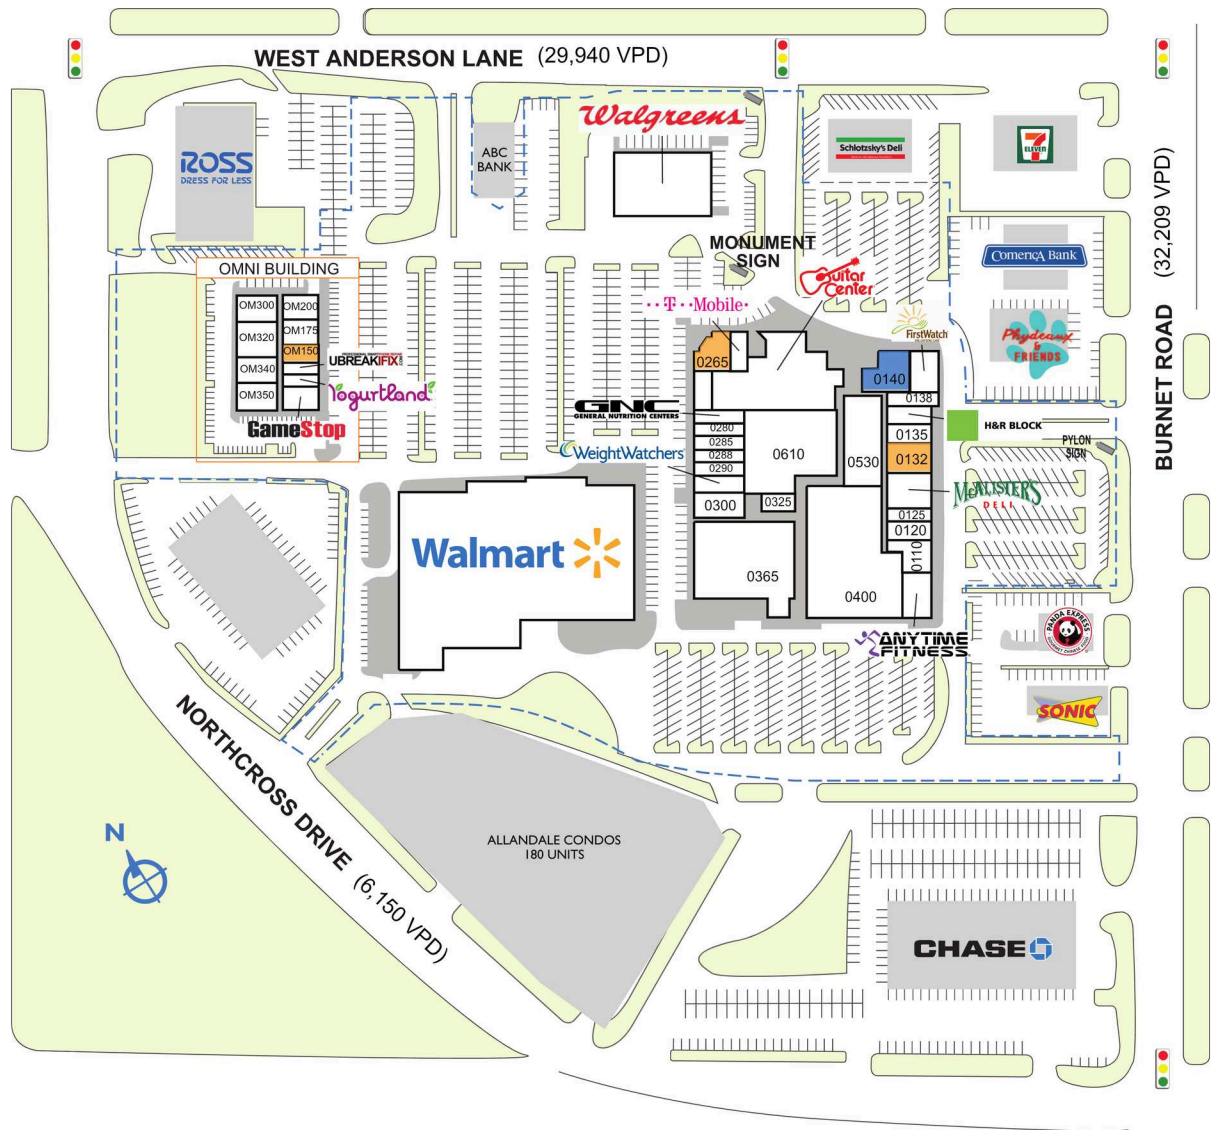 WEST ANDERSON LANE (29,940 VPD)
ROSS
DRESS FOR LESS
ABC
BANK
Walgreens
Schlotzsky's Deli
7
ELEVEN
BURNET ROAD (32,209 VPD)
MONUMENT
SIGN
Guitar
Center
Comerica Bank
OMNI BUILDING
OM300
OM200
OM320
OM175
OM150
OM340
OM350
UBREAKIFIX
Yogurtland
GameStop
T Mobile
FirstWatch
Phydeaux
&
FRIENDS
0265
0140
0138
GNC
GENERAL NUTRITION CENTERS
0280
0285
0288
0290
WeightWatchers
0300
0610
0325
0530
0135
0132
H&R BLOCK
PYLON
SIGN
McALISTER'S
DELI
0125
0120
0110
0365
0400
Walmart
ANYTIME
FITNESS
PANDA EXPRESS
GOURMET CHINESE FOOD
SONIC
NORTHCROSS DRIVE (6,150 VPD)
N
ALLANDALE CONDOS
180 UNITS
CHASE